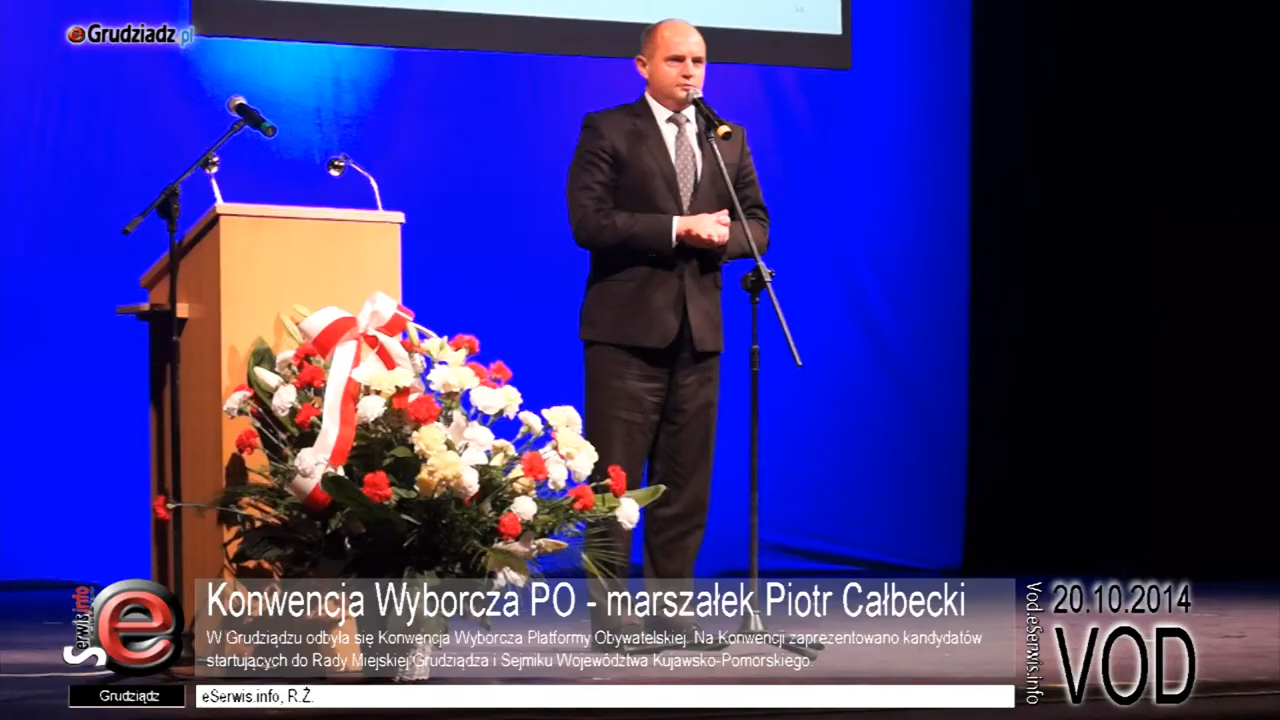 eGrudziadz.pl
Konwencja Wyborcza PO - marszałek Piotr Całbecki
W Grudziądzu odbyła się Konwencja Wyborcza Platformy Obywatelskiej. Na Konwencji zaprezentowano kandydatów
startujących do Rady Miejskiej Grudziądza i Sejmiku Województwa Kujawsko-Pomorskiego.
eSerwis.info
Grudziądz
eSerwis.info, R.Ż.
Vod.eSerwis.info
20.10.2014
VOD